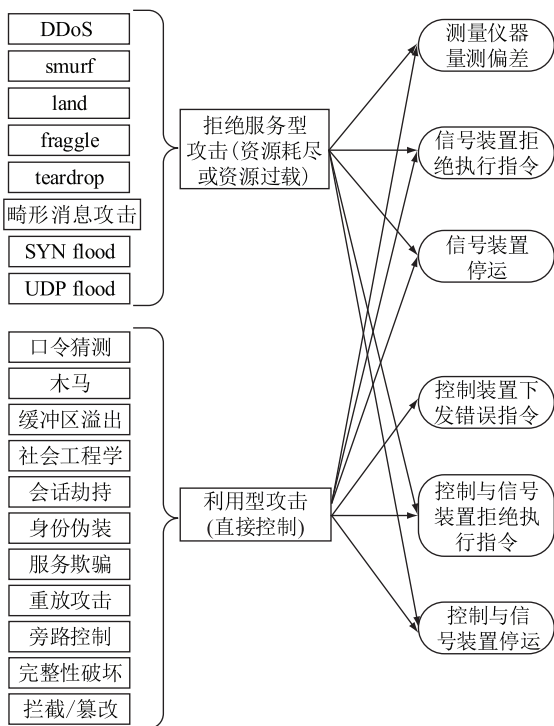 DDoS
smurf
land
fraggle
teardrop
畸形消息攻击
SYN flood
UDP flood
拒绝服务型
攻击(资源耗尽
或资源过载)
口令猜测
木马
缓冲区溢出
社会工程学
会话劫持
身份伪装
服务欺骗
重放攻击
旁路控制
完整性破坏
拦截/篡改
利用型攻击
(直接控制)
测量仪器
量测偏差
信号装置拒
绝执行指令
信号装置
停运
控制装置下
发错误指令
控制与信号
装置拒绝执
行指令
控制与信
号装置停运